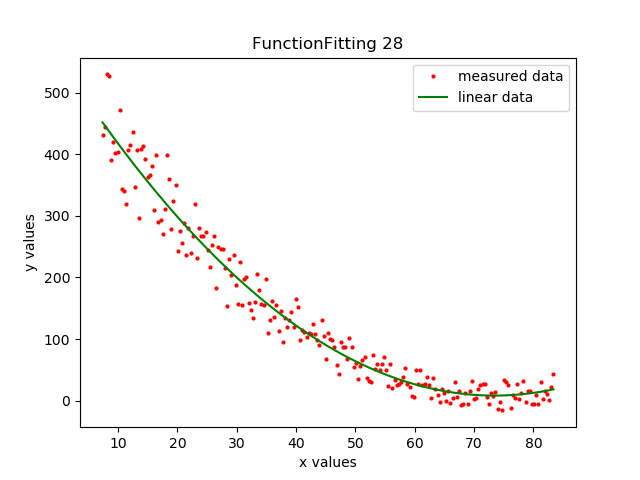 FunctionFitting 28
measured data
linear data
500
400
300
200
100
0
y values
10 20 30 40 50 60 70 80
x values